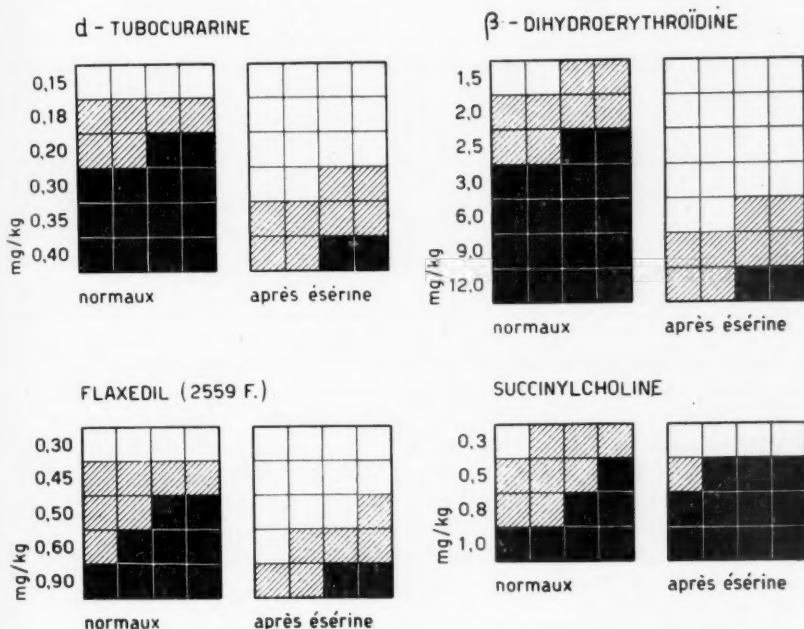 d - TUBOCURARINE
0,15
0,18
0,20
0,30
0,35
0,40
mg/kg
normaux
après ésérine
β - DIHYDROERYTHROÏDINE
1,5
2,0
2,5
3,0
6,0
9,0
12,0
mg/kg
normaux
après ésérine
FLAXEDIL (2559 F.)
0,30
0,45
0,50
0,60
0,90
mg/kg
normaux
après ésérine
SUCCINYLCHOLINE
0,3
0,5
0,8
1,0
mg/kg
normaux
après ésérine